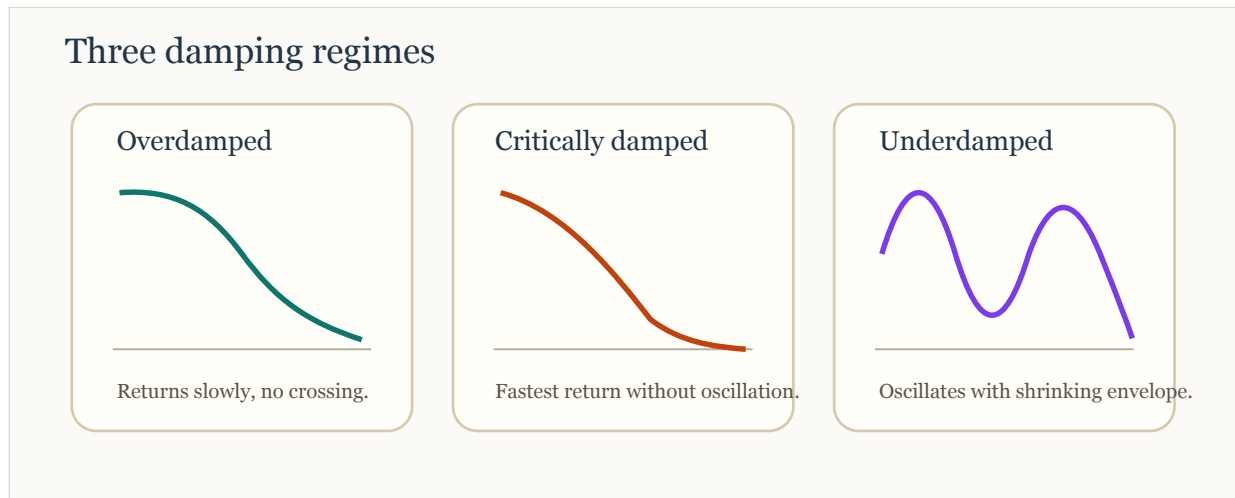 Three damping regimes
Overdamped
Critically damped
Underdamped
Returns slowly, no crossing.
Fastest return without oscillation.
Oscillates with shrinking envelope.